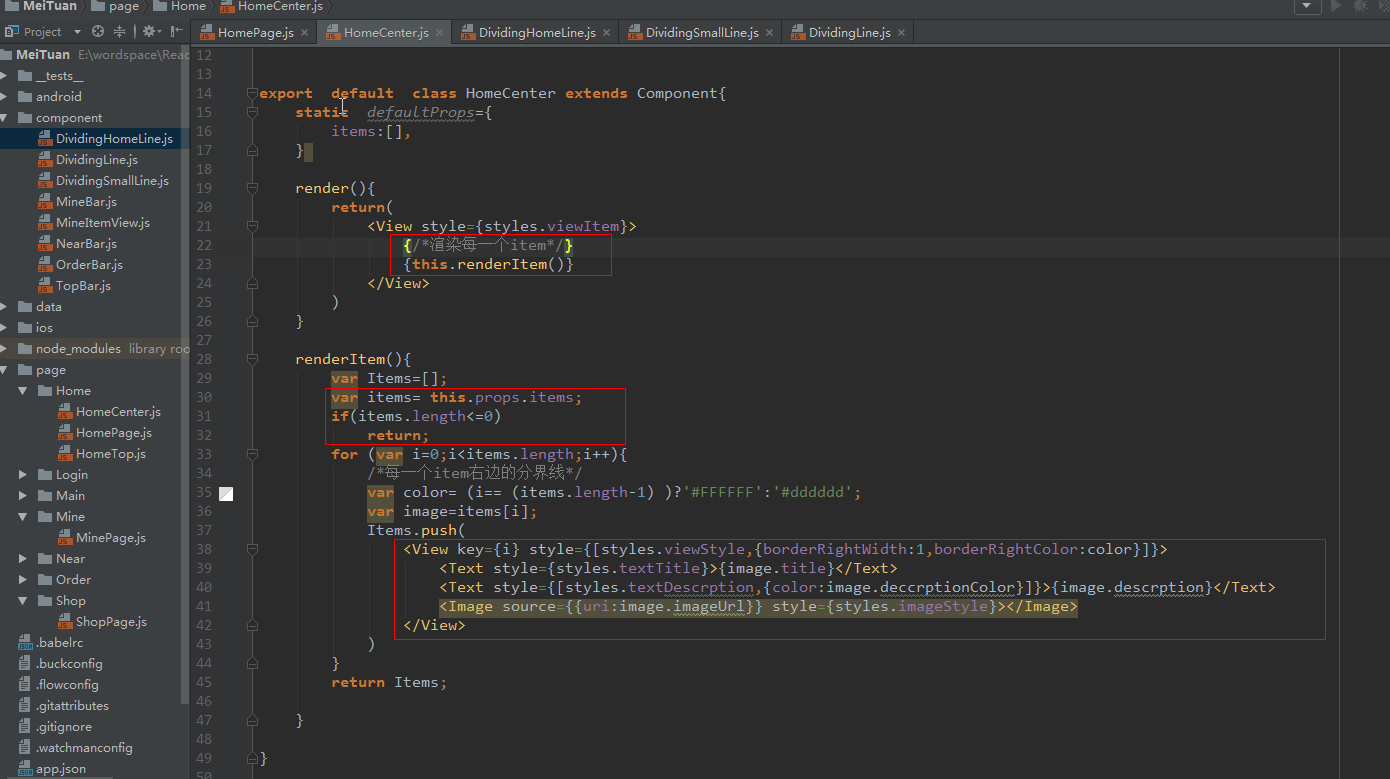 MeiTuan page Home HomeCenter.js
Project
HomePage.js HomeCenter.js DividingHomeLine.js DividingSmallLine.js DividingLine.js
MeiTuan E:\wordspace\Reac
__tests__
android
component
DividingHomeLine.js
DividingLine.js
DividingSmallLine.js
MineBar.js
MineItemView.js
NearBar.js
OrderBar.js
TopBar.js
data
ios
node_modules library roo
page
Home
HomeCenter.js
HomePage.js
HomeTop.js
Login
Main
Mine
MinePage.js
Near
Order
Shop
ShopPage.js
.babelrc
.buckconfig
.flowconfig
.gitattributes
.gitignore
.watchmanconfig
app.json
12
13
14 export default class HomeCenter extends Component{
15 static defaultProps={
16 items:[],
17 }
18
19 render(){
20 return(
21 <View style={styles.viewItem}>
22 {/*渲染每一个item*/}
23 {this.renderItem()}
24 </View>
25 )
26 }
27
28 renderItem(){
29 var Items=[];
30 var items= this.props.items;
31 if(items.length<=0)
32 return;
33 for (var i=0;i<items.length;i++){
34 /*每一个item右边的分界线*/
35 var color= (i== (items.length-1) )?'#FFFFFF':'#dddddd';
36 var image=items[i];
37 Items.push(
38 <View key={i} style={[styles.viewStyle,{borderRightWidth:1,borderRightColor:color}]}>
39 <Text style={styles.textTitle}>{image.title}</Text>
40 <Text style={[styles.textDescrption,{color:image.deccrptionColor}]}>{image.descrption}</Text>
41 <Image source={{uri:image.imageUrl}} style={styles.imageStyle}></Image>
42 </View>
43 )
44 }
45 return Items;
46
47 }
48
49 }
50